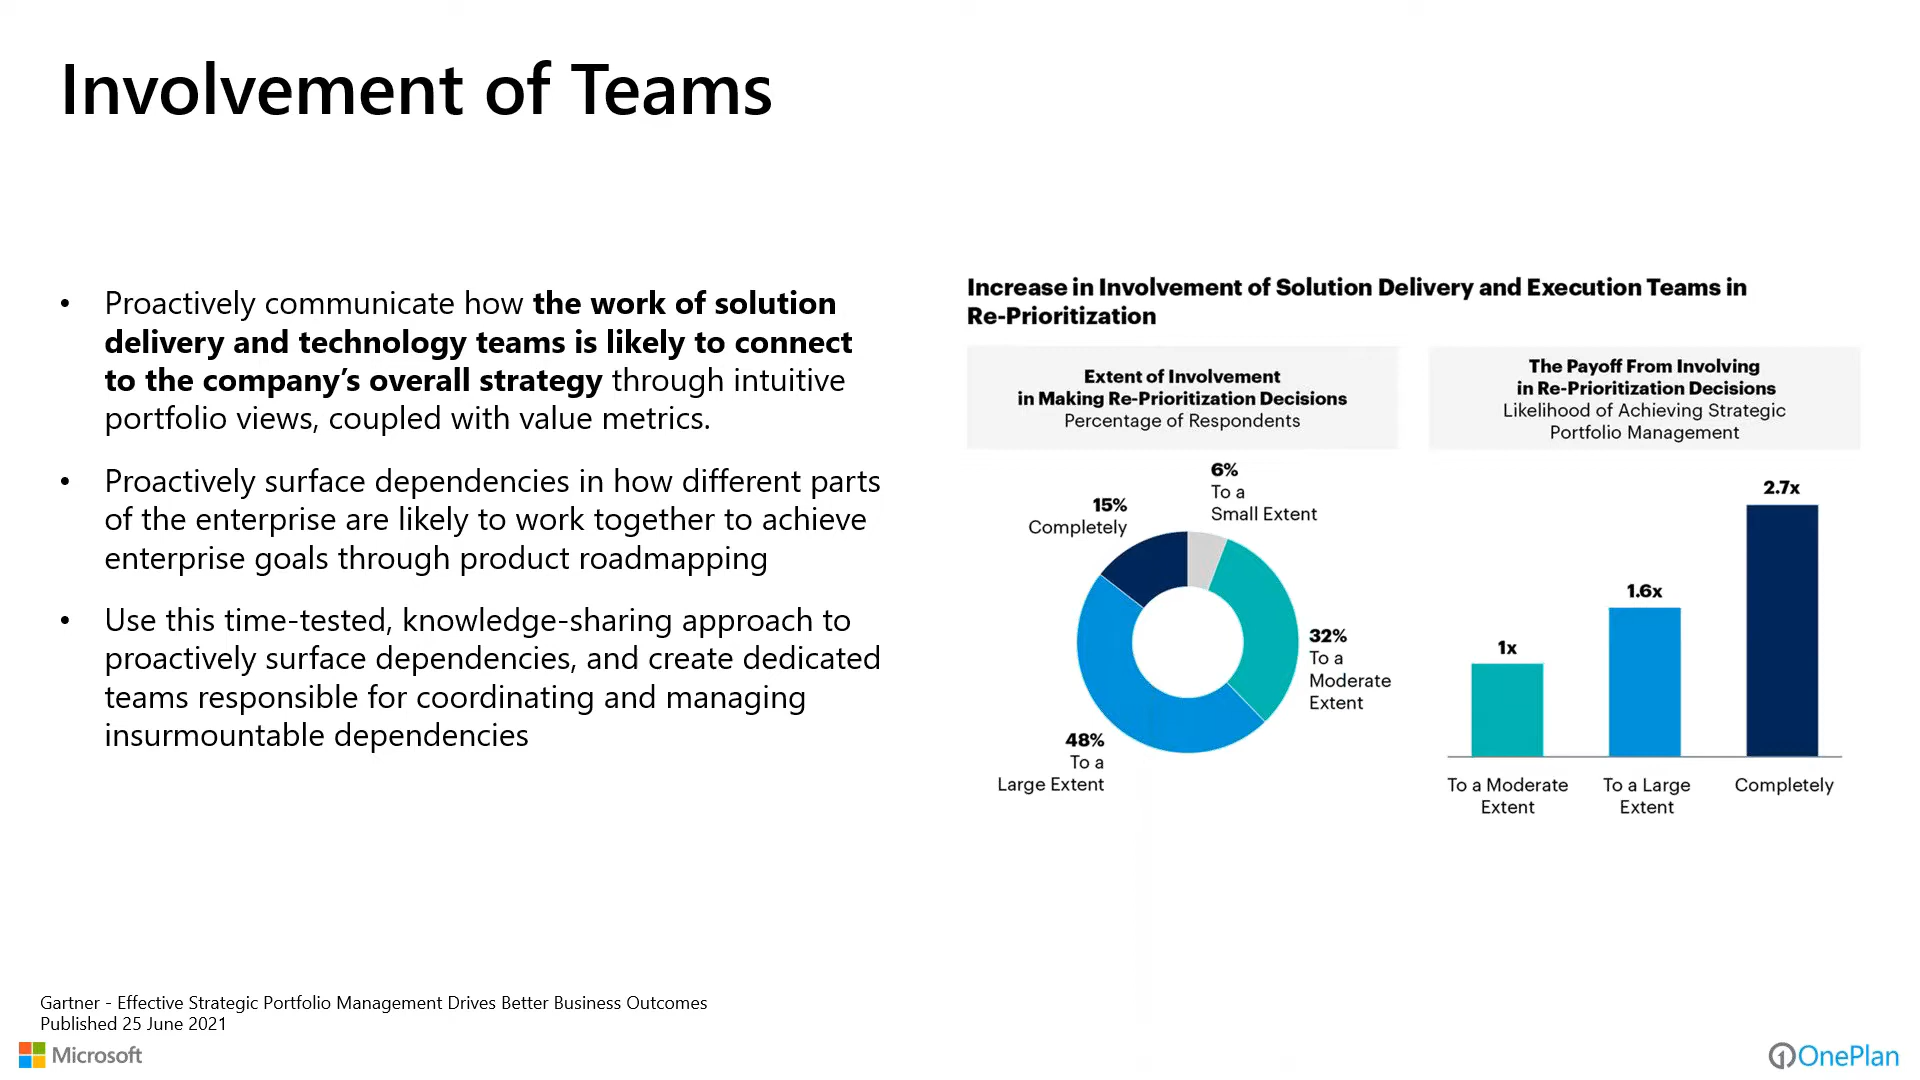 Involvement of Teams
• Proactively communicate how the work of solution
delivery and technology teams is likely to connect
to the company’s overall strategy through intuitive
portfolio views, coupled with value metrics.
• Proactively surface dependencies in how different parts
of the enterprise are likely to work together to achieve
enterprise goals through product roadmapping
• Use this time-tested, knowledge-sharing approach to
proactively surface dependencies, and create dedicated
teams responsible for coordinating and managing
insurmountable dependencies
Increase in Involvement of Solution Delivery and Execution Teams in
Re-Prioritization
Extent of Involvement
in Making Re-Prioritization Decisions
Percentage of Respondents
6%
To a
Small Extent
15%
Completely
32%
To a
Moderate
Extent
48%
To a
Large Extent
The Payoff From Involving
in Re-Prioritization Decisions
Likelihood of Achieving Strategic
Portfolio Management
2.7x
1.6x
1x
To a Moderate
Extent
To a Large
Extent
Completely
Gartner - Effective Strategic Portfolio Management Drives Better Business Outcomes
Published 25 June 2021
Microsoft
OnePlan